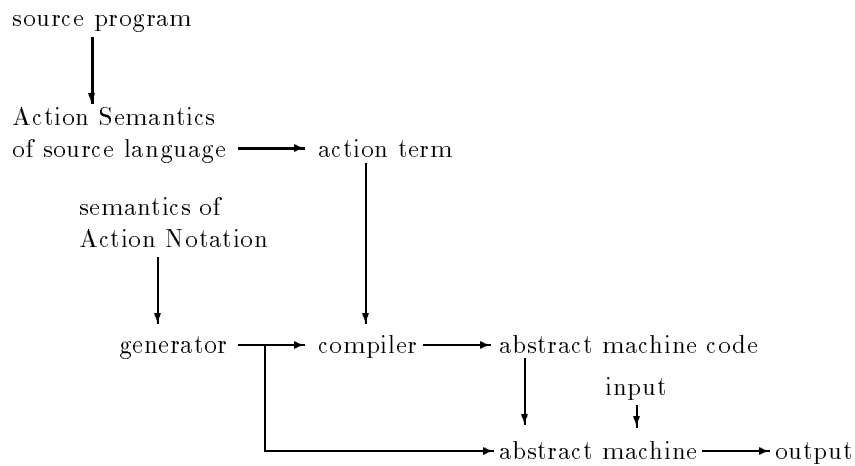 source program
Action Semantics
of source language
action term
semantics of
Action Notation
generator
compiler
abstract machine code
input
abstract machine
output